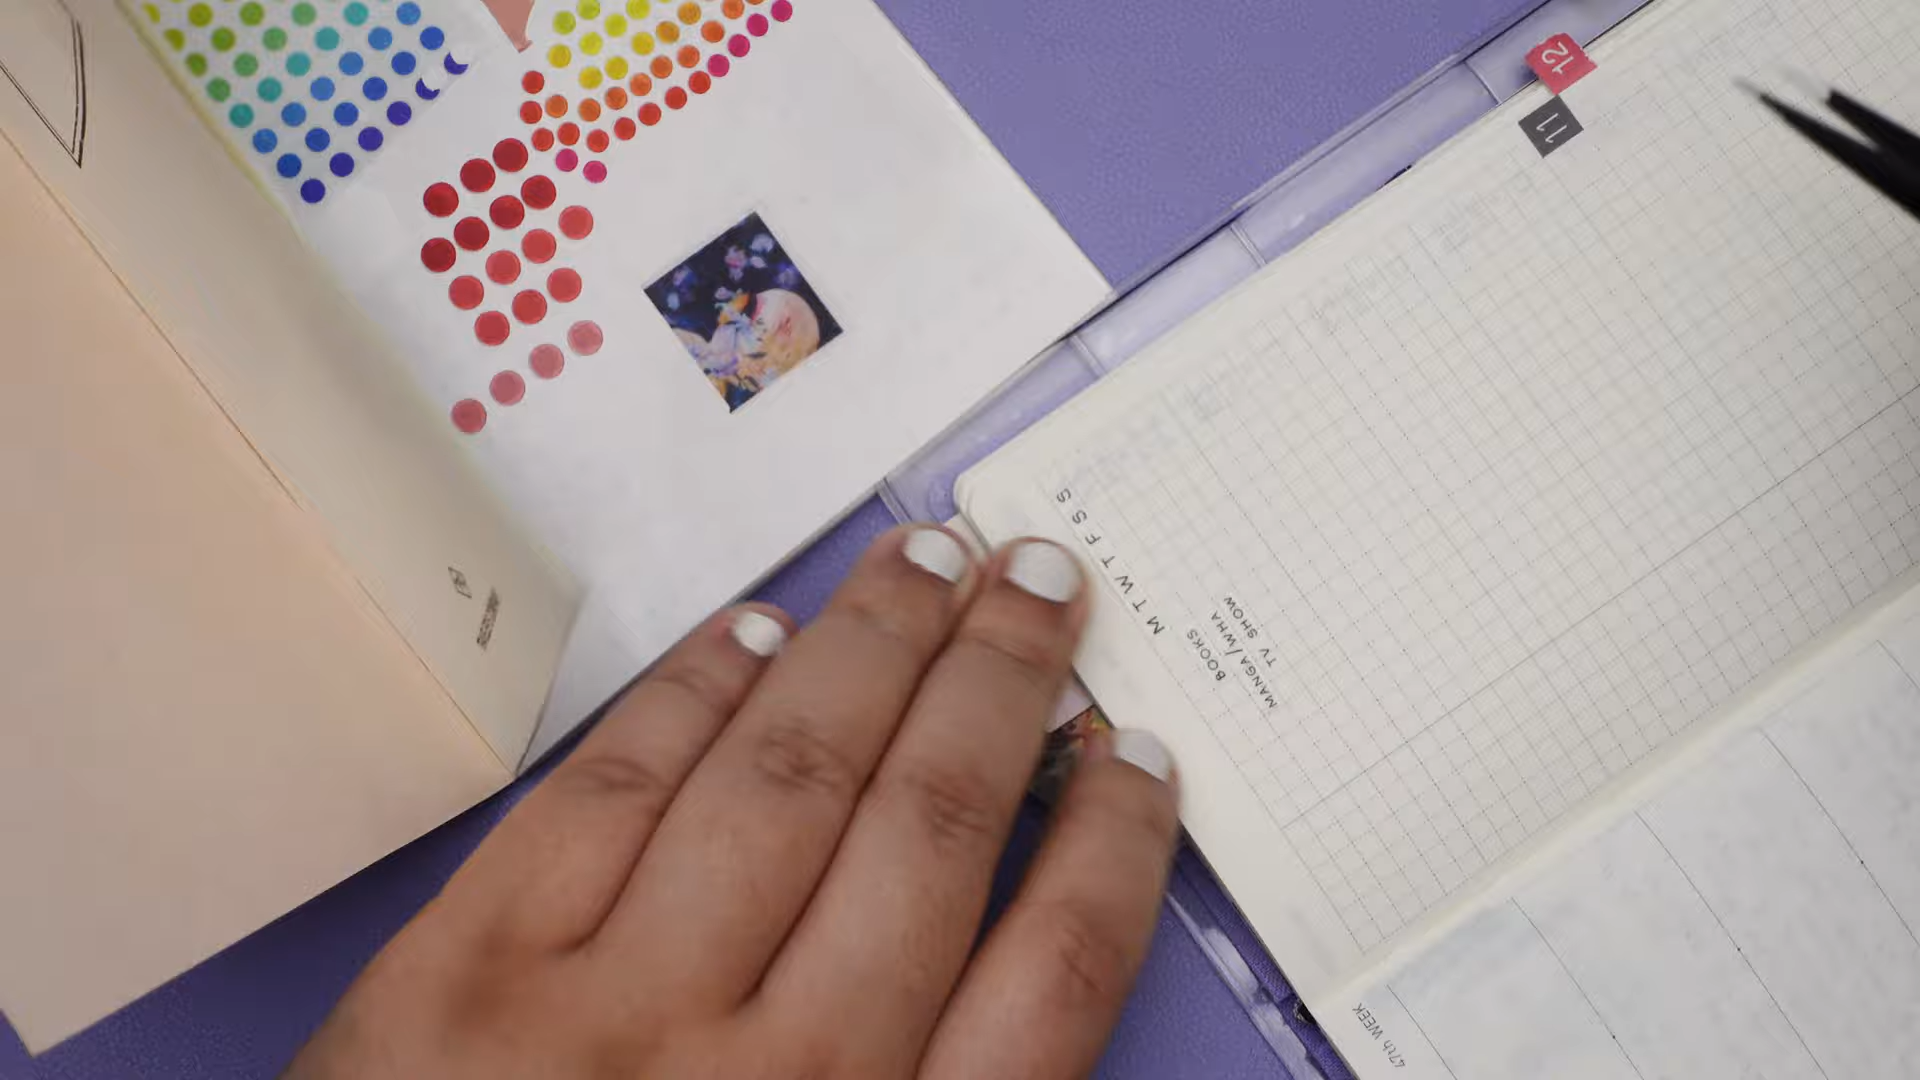 12
11
M T W T F S S
BOOKS
MANGA/WHA
TV SHOW
47th WEEK